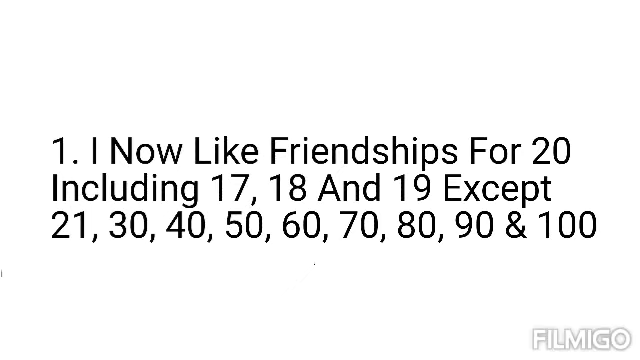 1. I Now Like Friendships For 20
Including 17, 18 And 19 Except
21, 30, 40, 50, 60, 70, 80, 90 & 100
FILMIGO